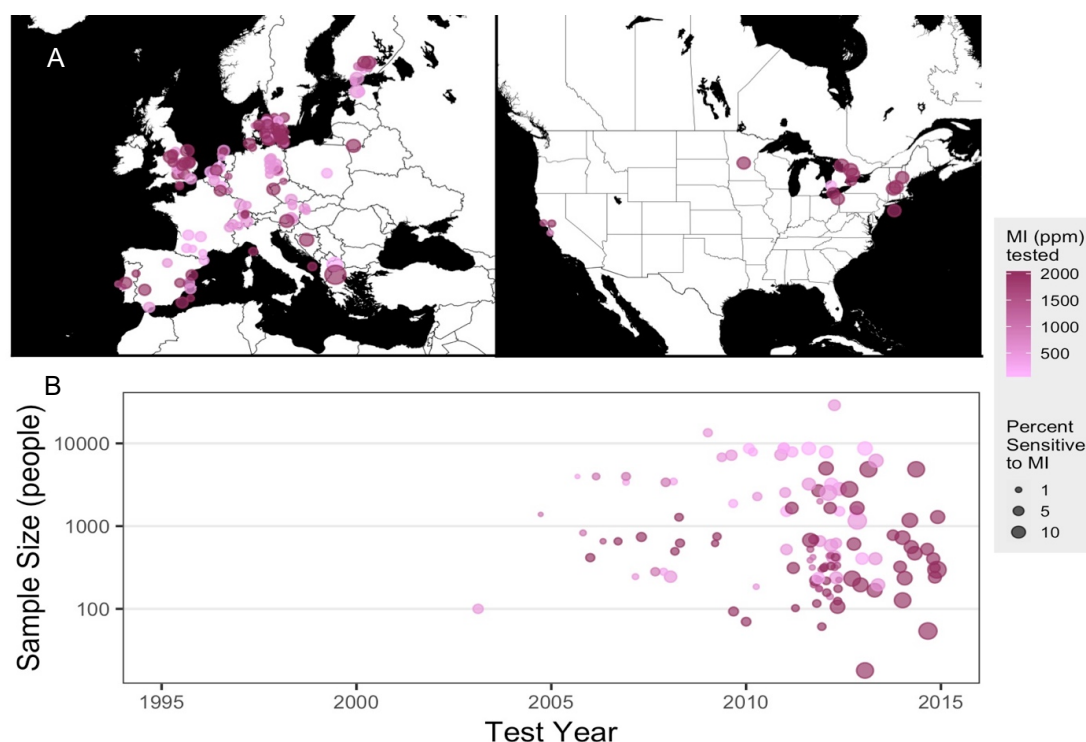 A
MI (ppm)
tested
2000
1500
1000
500
Percent
Sensitive
to MI
1
5
10
B
Sample Size (people)
10000
1000
100
1995
2000
2005
2010
2015
Test Year